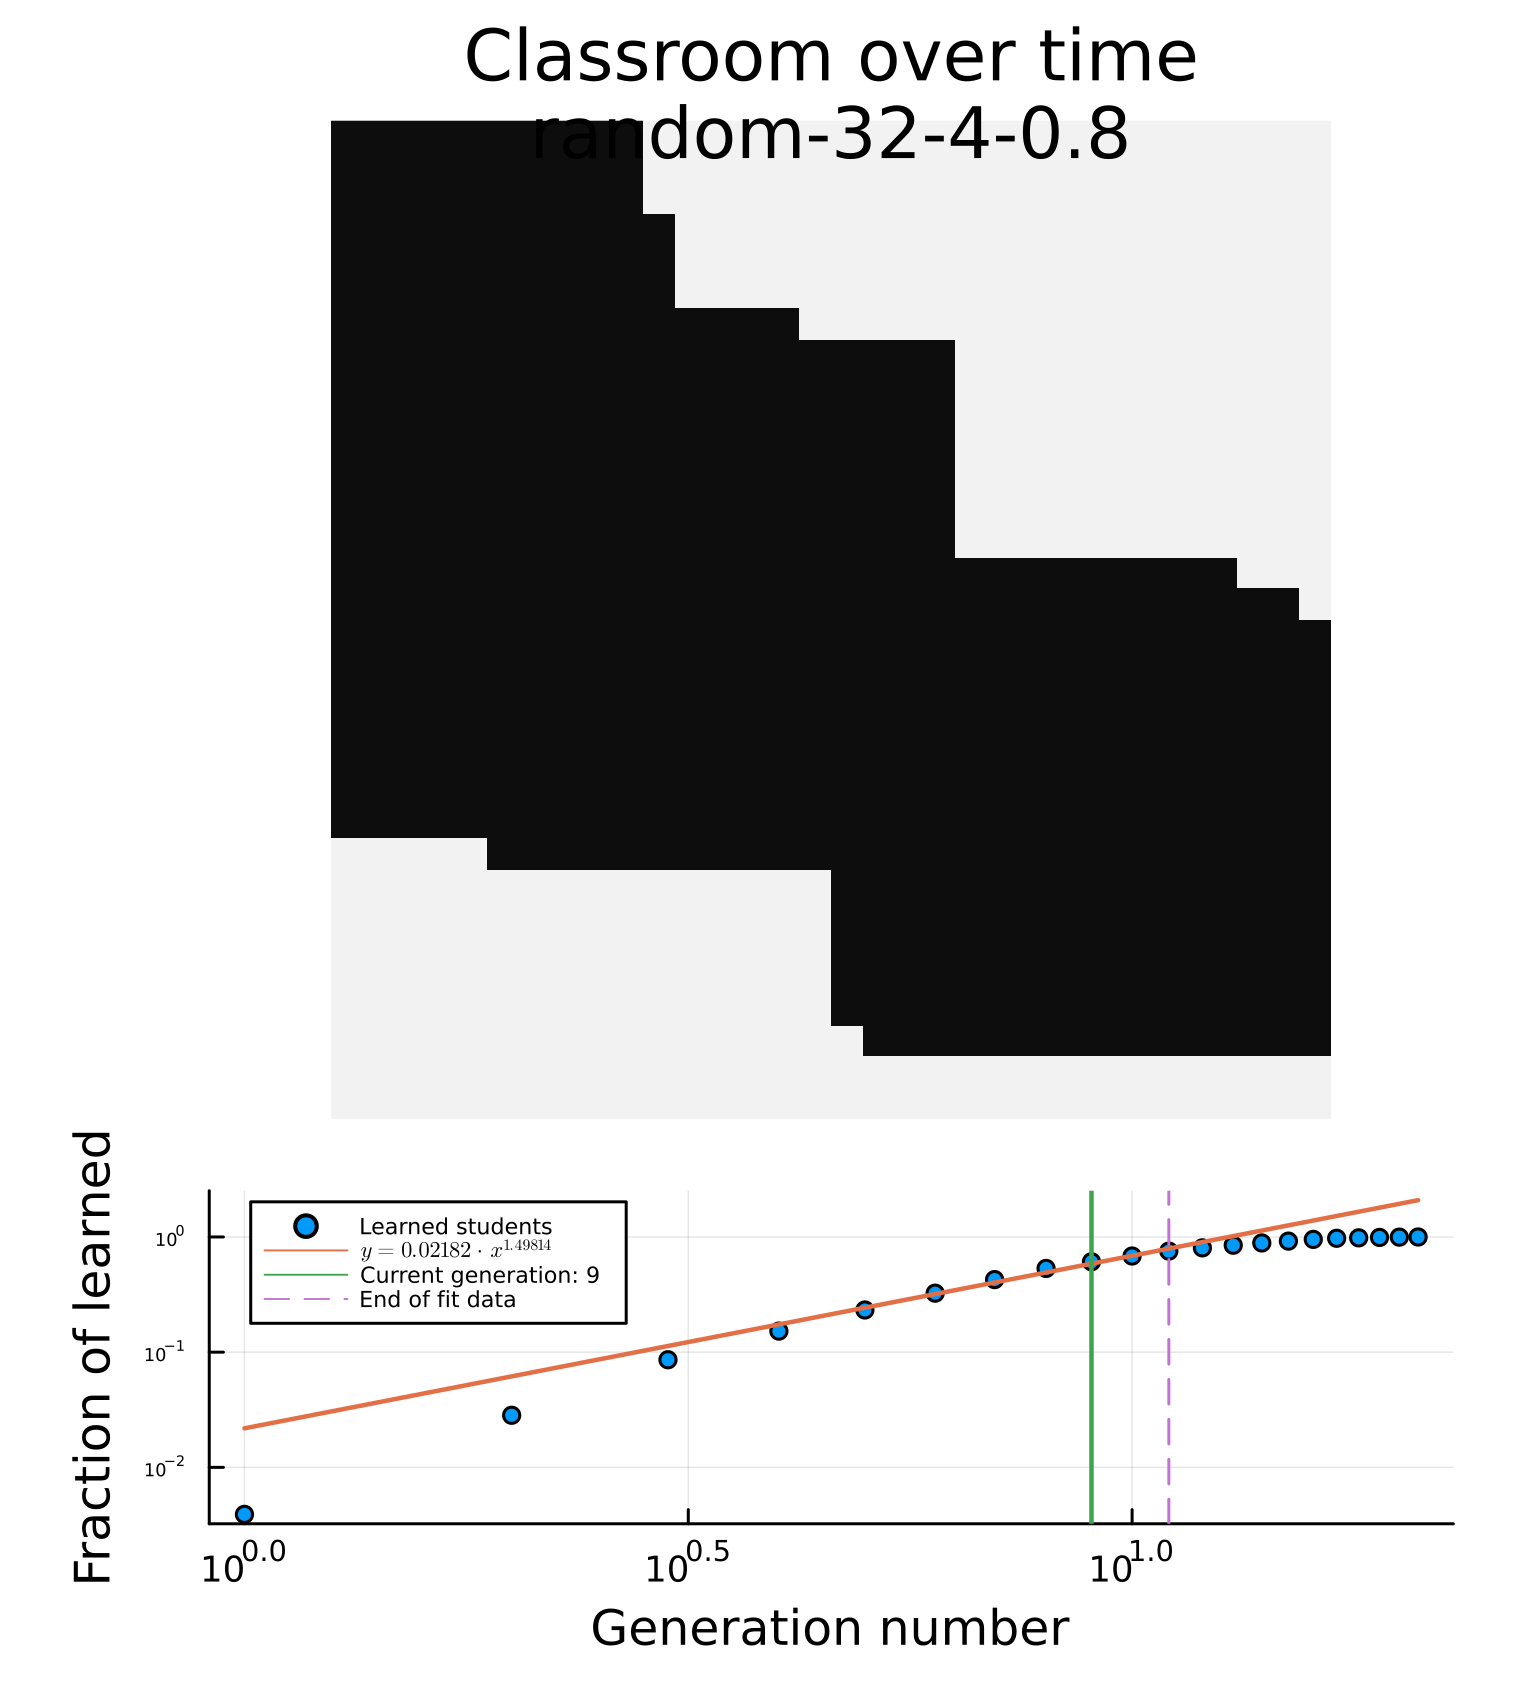 Classroom over time
random-32-4-0.8
Fraction of learned
10^0
10^−1
10^−2
Learned students
y = 0.02182 · x^1.49814
Current generation: 9
End of fit data
10^0.0
10^0.5
10^1.0
Generation number